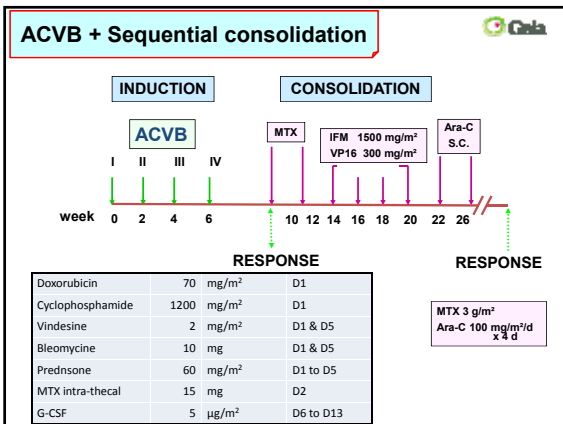 ACVB + Sequential consolidation
Gela
INDUCTION
CONSOLIDATION
ACVB
MTX
IFM 1500 mg/m²
VP16 300 mg/m²
Ara-C
S.C.
I II III IV
week 0 2 4 6 10 12 14 16 18 20 22 26
RESPONSE
RESPONSE
Doxorubicin 70 mg/m² D1
Cyclophosphamide 1200 mg/m² D1
Vindesine 2 mg/m² D1 & D5
Bleomycine 10 mg D1 & D5
Prednsone 60 mg/m² D1 to D5
MTX intra-thecal 15 mg D2
G-CSF 5 µg/m² D6 to D13
MTX 3 g/m²
Ara-C 100 mg/m²/d
x 4 d